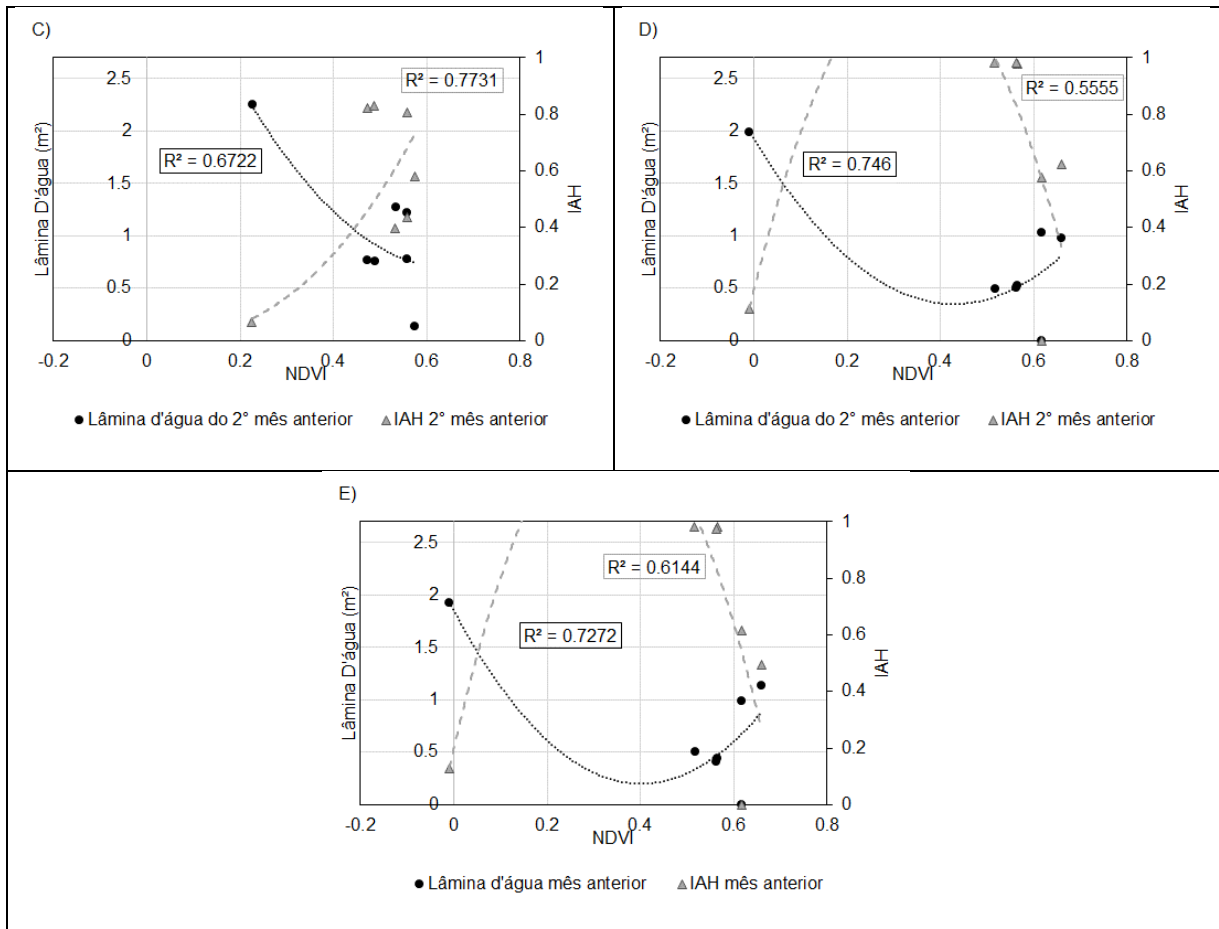 C)
Lâmina D'água (m²)
2.5
2
1.5
1
0.5
0
R² = 0.7731
R² = 0.6722
1
0.8
0.6
0.4
0.2
0
IAH
-0.2 0 0.2 0.4 0.6 0.8
NDVI
Lâmina d'água do 2° mês anterior IAH 2° mês anterior
D)
Lâmina D'água (m²)
2.5
2
1.5
1
0.5
0
R² = 0.5555
R² = 0.746
1
0.8
0.6
0.4
0.2
0
IAH
-0.2 0 0.2 0.4 0.6 0.8
NDVI
Lâmina d'água do 2° mês anterior IAH 2° mês anterior
E)
Lâmina D'água (m²)
2.5
2
1.5
1
0.5
0
R² = 0.6144
R² = 0.7272
1
0.8
0.6
0.4
0.2
0
IAH
-0.2 0 0.2 0.4 0.6 0.8
NDVI
Lâmina d'água mês anterior IAH mês anterior